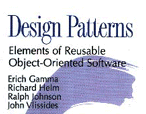 Design Patterns
Elements of Reusable
Object-Oriented Software
Erich Gamma
Richard Helm
Ralph Johnson
John Vlissides